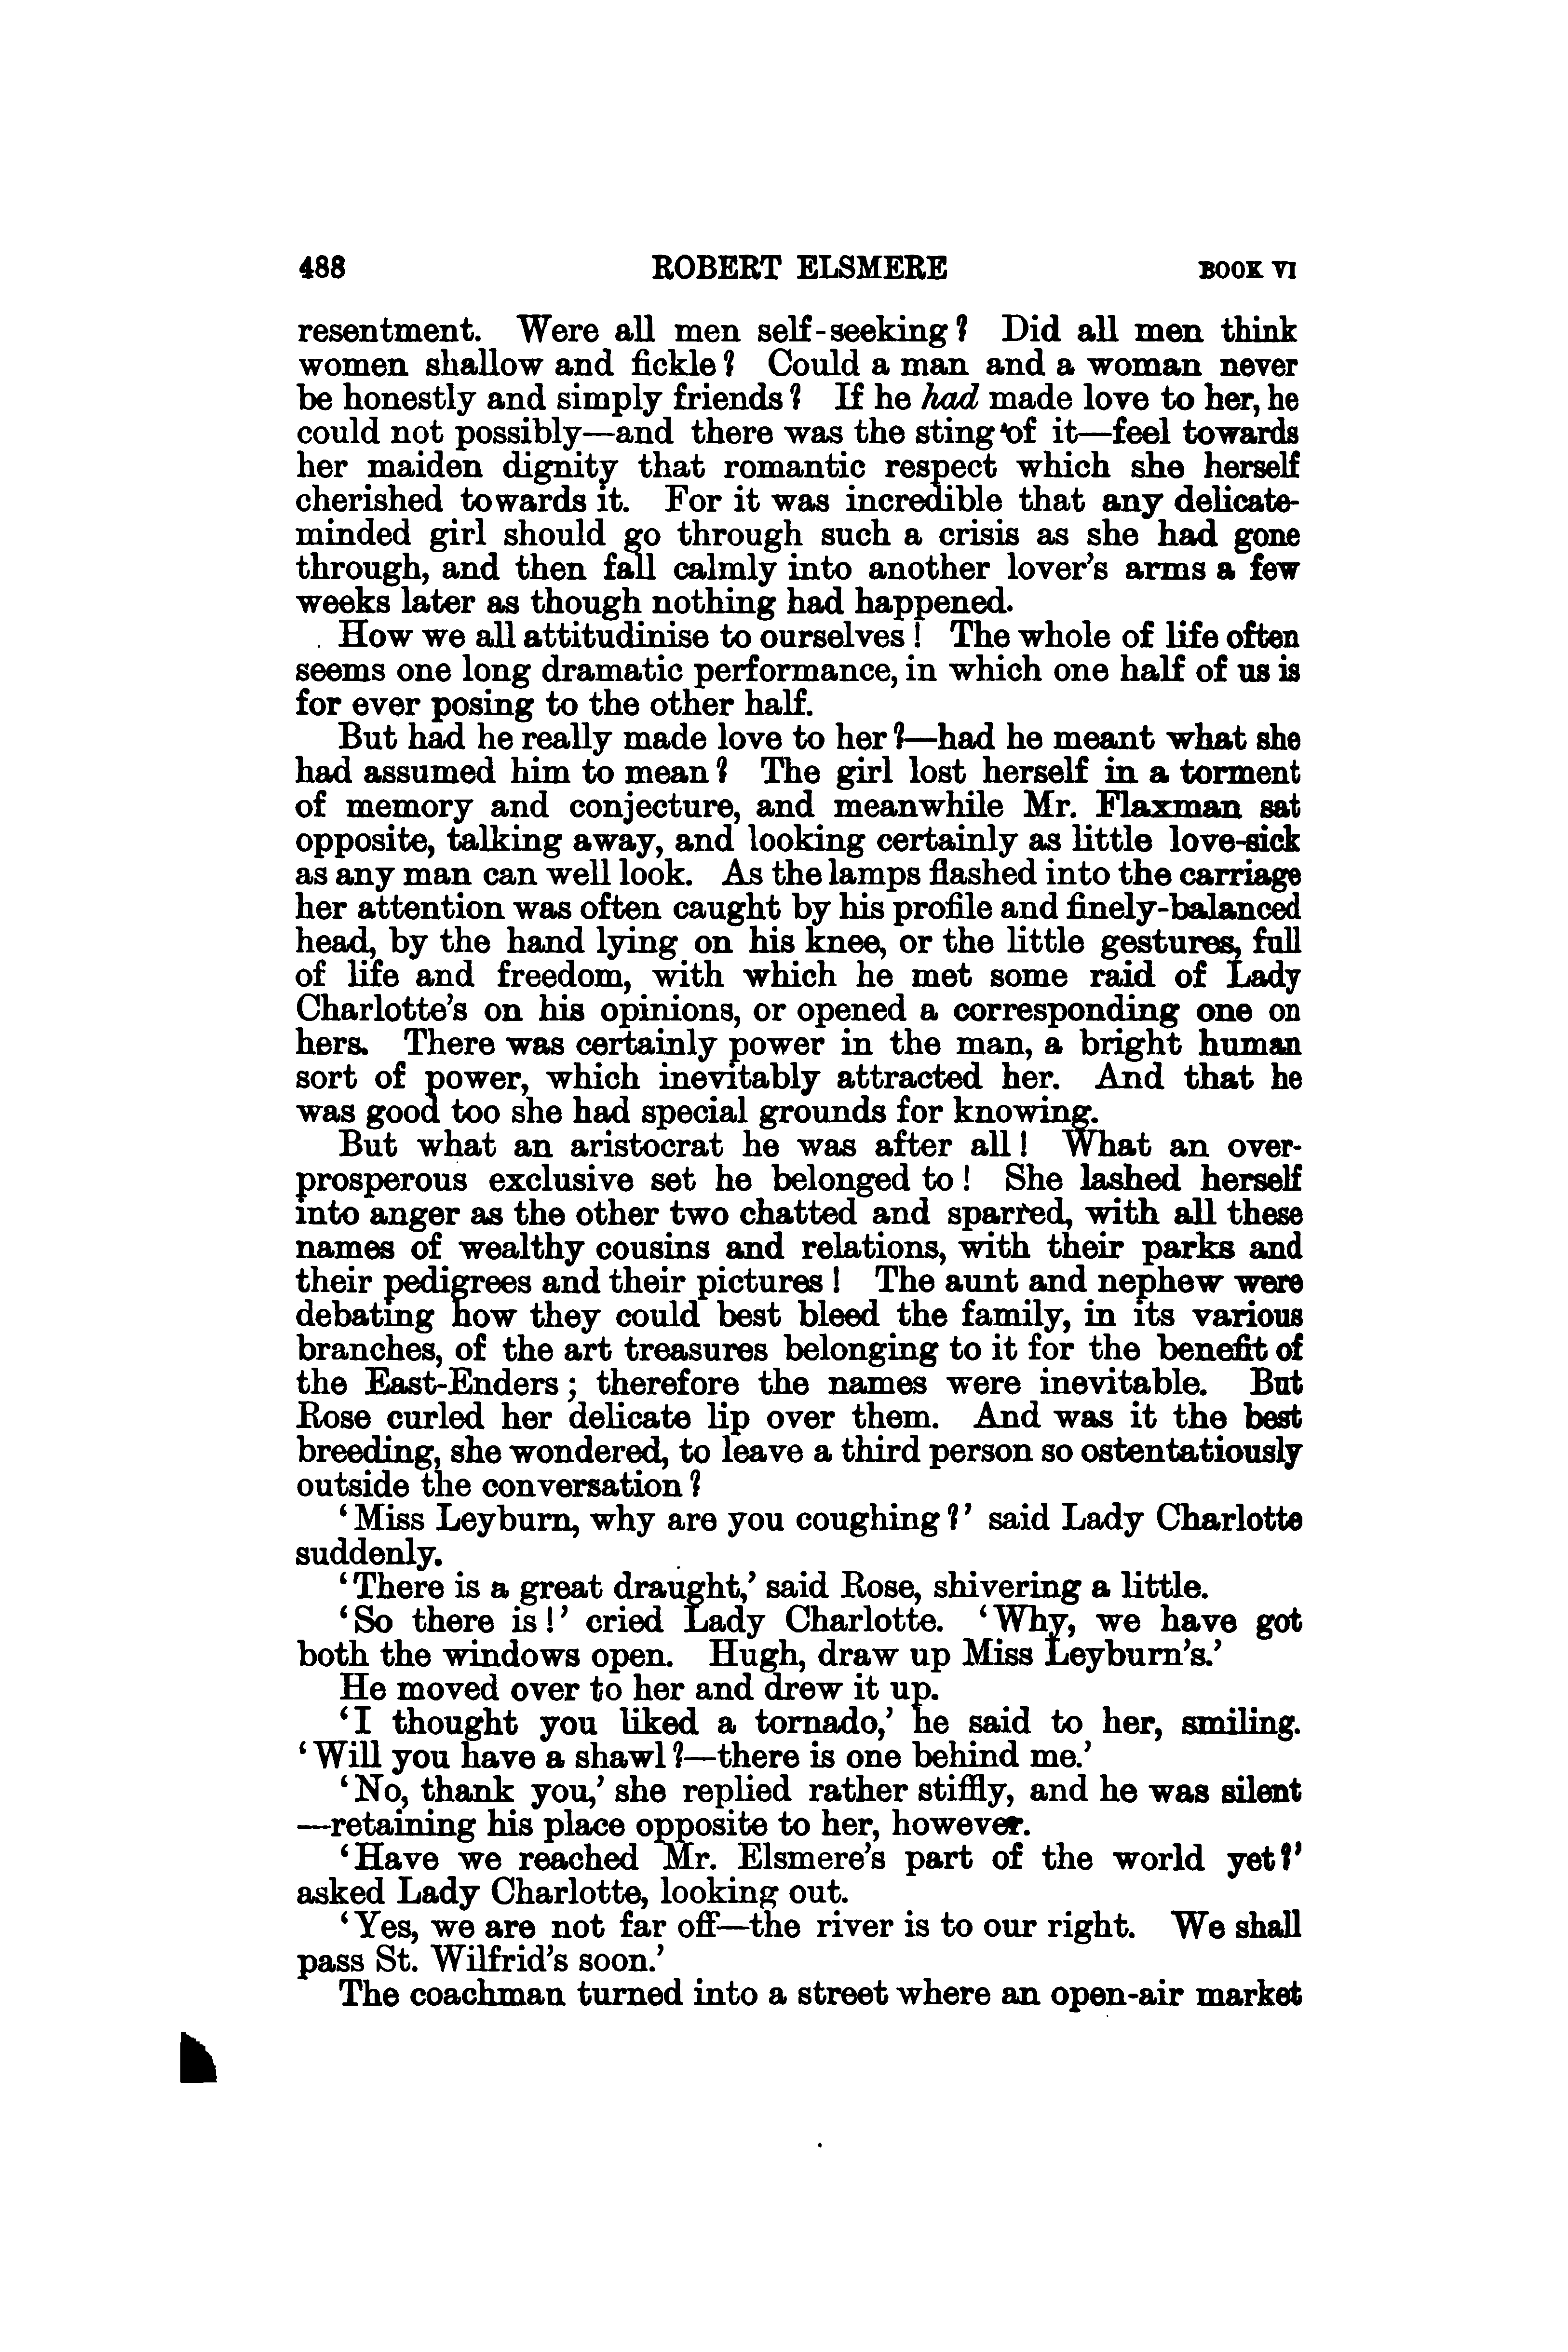 488 ROBERT ELSMERE BOOK VI
resentment. Were all men self-seeking? Did all men think
women shallow and fickle? Could a man and a woman never
be honestly and simply friends? If he had made love to her, he
could not possibly—and there was the sting of it—feel towards
her maiden dignity that romantic respect which she herself
cherished towards it. For it was incredible that any delicate-
minded girl should go through such a crisis as she had gone
through, and then fall calmly into another lover's arms a few
weeks later as though nothing had happened.
How we all attitudinise to ourselves! The whole of life often
seems one long dramatic performance, in which one half of us is
for ever posing to the other half.
But had he really made love to her?—had he meant what she
had assumed him to mean? The girl lost herself in a torment
of memory and conjecture, and meanwhile Mr. Flaxman sat
opposite, talking away, and looking certainly as little love-sick
as any man can well look. As the lamps flashed into the carriage
her attention was often caught by his profile and finely-balanced
head, by the hand lying on his knee, or the little gestures, full
of life and freedom, with which he met some raid of Lady
Charlotte's on his opinions, or opened a corresponding one on
hers. There was certainly power in the man, a bright human
sort of power, which inevitably attracted her. And that he
was good too she had special grounds for knowing.
But what an aristocrat he was after all! What an over-
prosperous exclusive set he belonged to! She lashed herself
into anger as the other two chatted and sparred, with all these
names of wealthy cousins and relations, with their parks and
their pedigrees and their pictures! The aunt and nephew were
debating how they could best bleed the family, in its various
branches, of the art treasures belonging to it for the benefit of
the East-Enders; therefore the names were inevitable. But
Rose curled her delicate lip over them. And was it the best
breeding, she wondered, to leave a third person so ostentatiously
outside the conversation?
'Miss Leyburn, why are you coughing?' said Lady Charlotte
suddenly.
'There is a great draught,' said Rose, shivering a little.
'So there is!' cried Lady Charlotte. 'Why, we have got
both the windows open. Hugh, draw up Miss Leyburn's.'
He moved over to her and drew it up.
'I thought you liked a tornado,' he said to her, smiling.
'Will you have a shawl?—there is one behind me.'
'No, thank you,' she replied rather stiffly, and he was silent
—retaining his place opposite to her, however.
'Have we reached Mr. Elsmere's part of the world yet?'
asked Lady Charlotte, looking out.
'Yes, we are not far off—the river is to our right. We shall
pass St. Wilfrid's soon.'
The coachman turned into a street where an open-air market